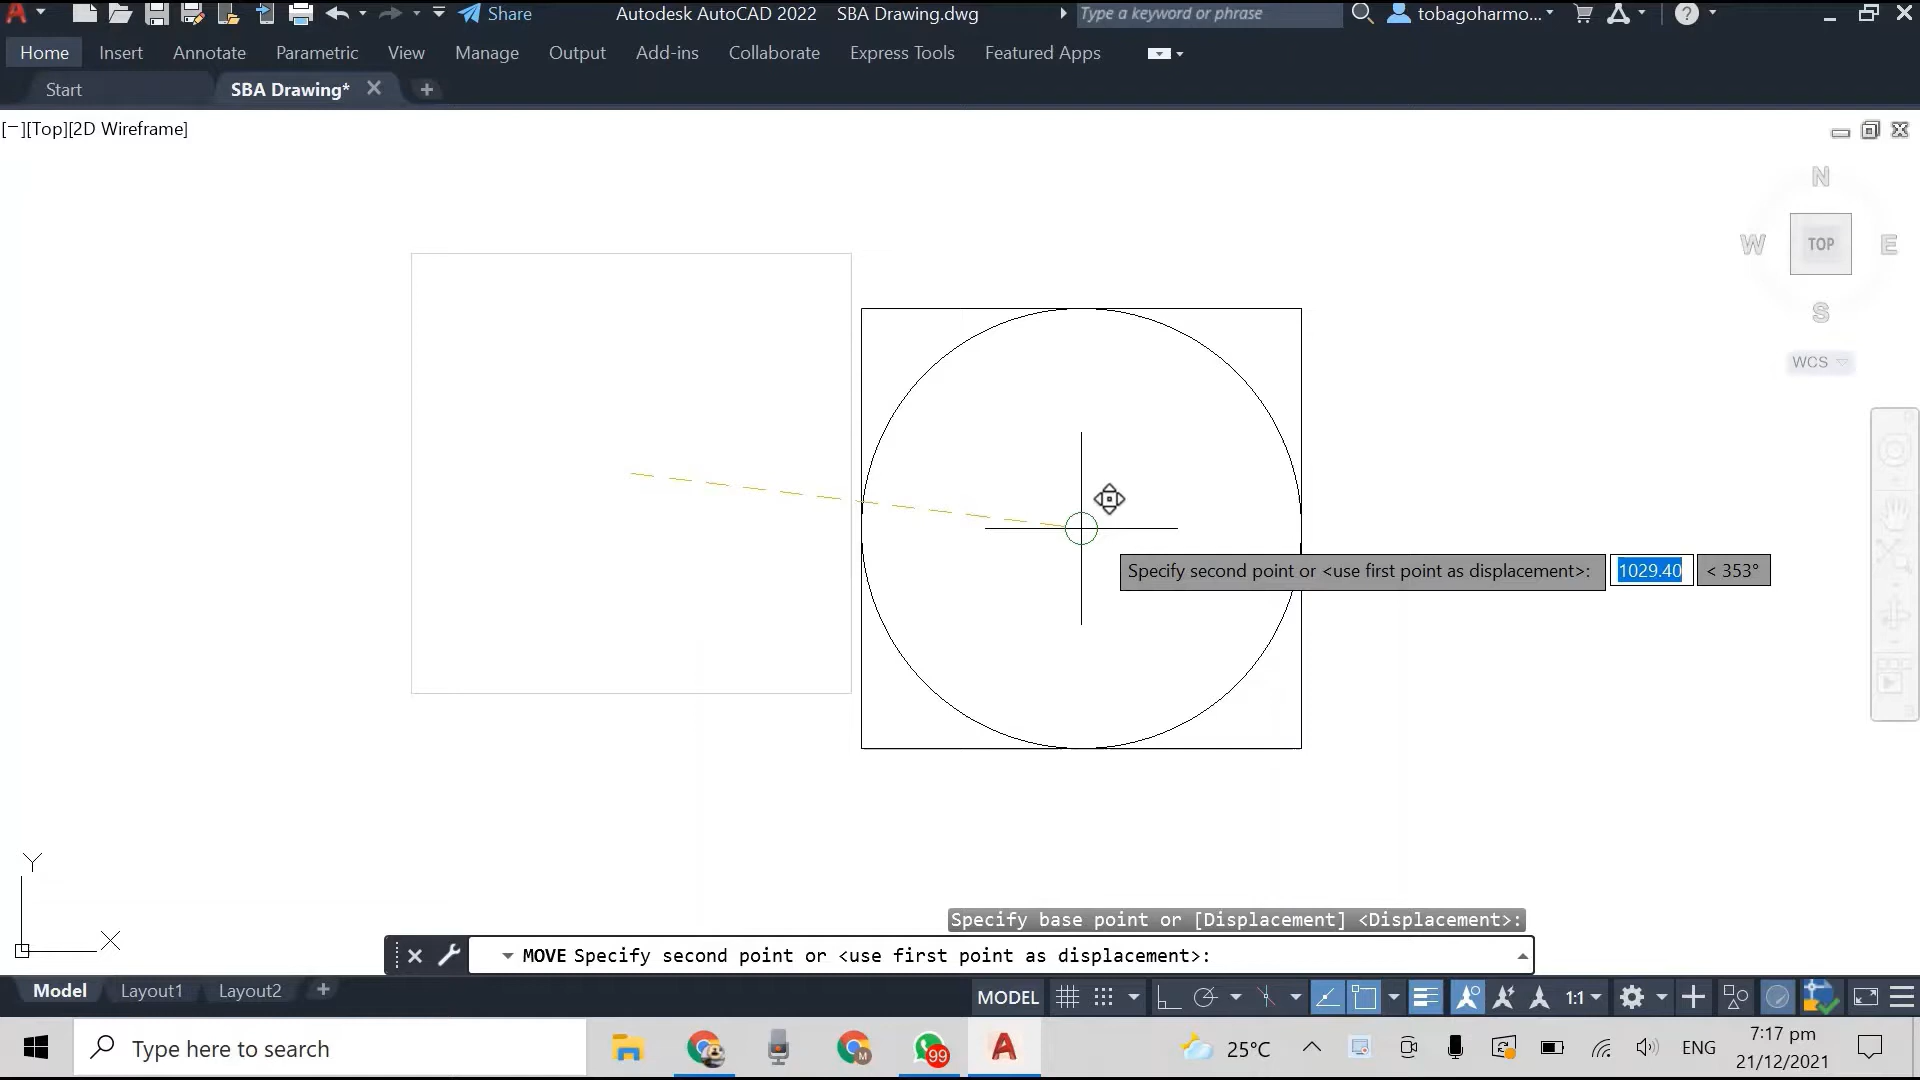 Share
Autodesk AutoCAD 2022 SBA Drawing.dwg
Type a keyword or phrase
tobagoharmo...
Home Insert Annotate Parametric View Manage Output Add-ins Collaborate Express Tools Featured Apps
Start SBA Drawing*
[−][Top][2D Wireframe]
N
W TOP E
S
WCS
Specify second point or <use first point as displacement>: 1029.40 < 353°
Y
X
Specify base point or [Displacement] <Displacement>:
MOVE Specify second point or <use first point as displacement>:
Model Layout1 Layout2
MODEL 1:1
Type here to search
M
99
25°C
ENG
7:17 pm
21/12/2021